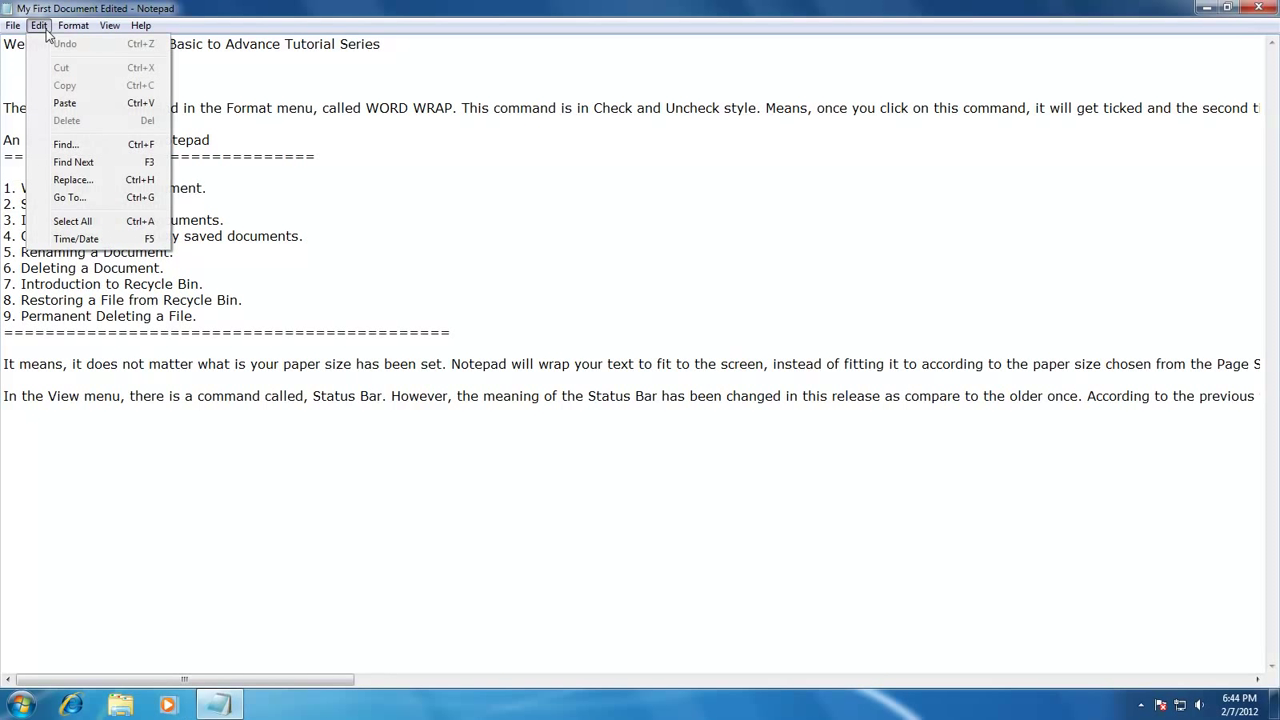 My First Document Edited - Notepad
File Edit Format View Help
Undo Ctrl+Z
Cut Ctrl+X
Copy Ctrl+C
Paste Ctrl+V
Delete Del
Find... Ctrl+F
Find Next F3
Replace... Ctrl+H
Go To... Ctrl+G
Select All Ctrl+A
Time/Date F5
We Basic to Advance Tutorial Series
The d in the Format menu, called WORD WRAP. This command is in Check and Uncheck style. Means, once you click on this command, it will get ticked and the second t
An tepad
== ==============
1. W ment.
2. S
3. I uments.
4. y saved documents.
5. Renaming a Document.
6. Deleting a Document.
7. Introduction to Recycle Bin.
8. Restoring a File from Recycle Bin.
9. Permanent Deleting a File.
===========================================
It means, it does not matter what is your paper size has been set. Notepad will wrap your text to fit to the screen, instead of fitting it to according to the paper size chosen from the Page S
In the View menu, there is a command called, Status Bar. However, the meaning of the Status Bar has been changed in this release as compare to the older once. According to the previous
6:44 PM
2/7/2012